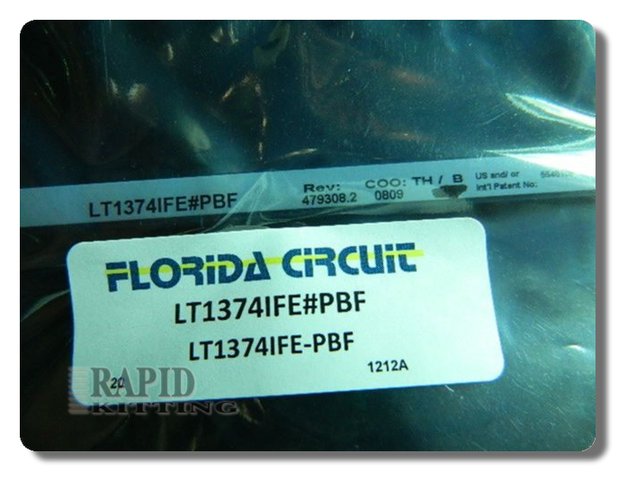 LT1374IFE#PBF Rev: COO: TH / B US and/ or
479308.2 0809 Int'l Patent No:
FLORIDA CIRCUIT
LT1374IFE#PBF
LT1374IFE-PBF
20 1212A
RAPID
KITTING